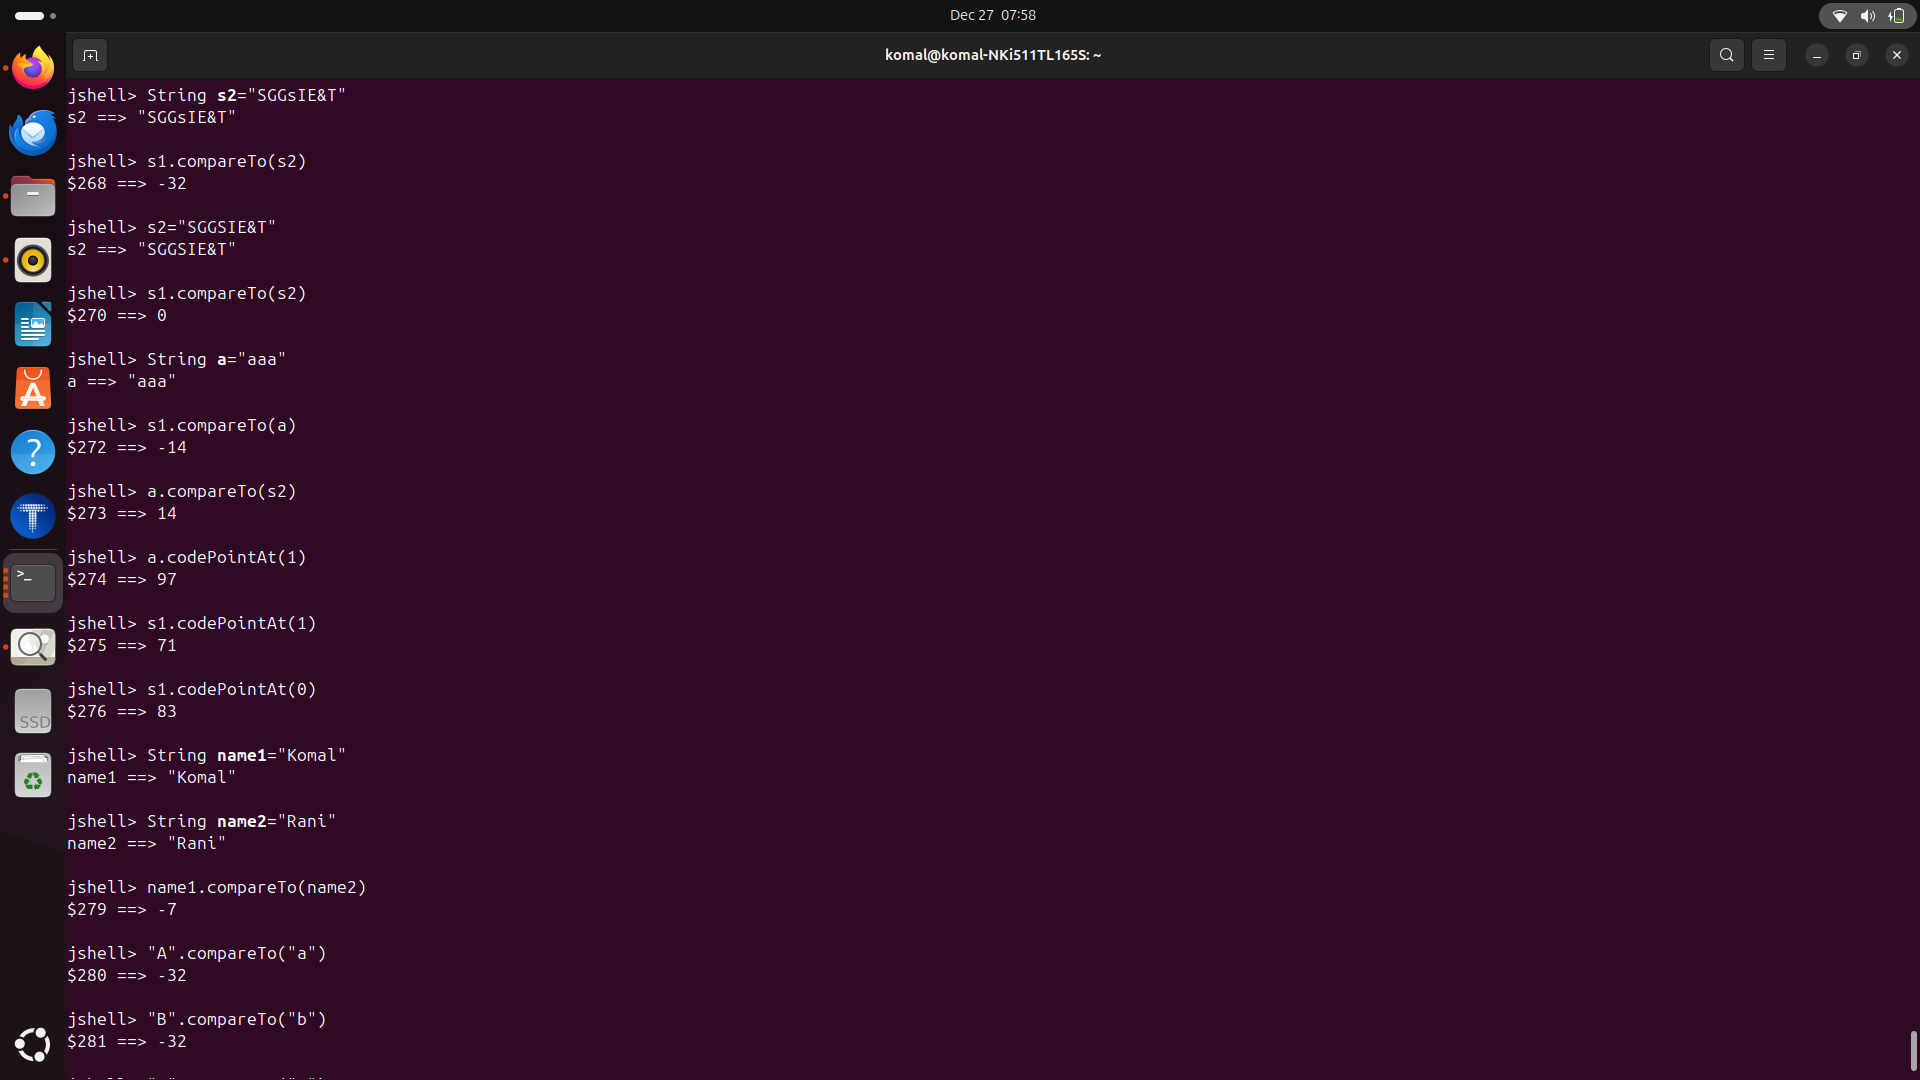 Dec 27 07:58
komal@komal-NKi511TL165S: ~
jshell> String s2="SGGsIE&T"
s2 ==> "SGGsIE&T"
jshell> s1.compareTo(s2)
$268 ==> -32
jshell> s2="SGGSIE&T"
s2 ==> "SGGSIE&T"
jshell> s1.compareTo(s2)
$270 ==> 0
jshell> String a="aaa"
a ==> "aaa"
jshell> s1.compareTo(a)
$272 ==> -14
jshell> a.compareTo(s2)
$273 ==> 14
jshell> a.codePointAt(1)
$274 ==> 97
jshell> s1.codePointAt(1)
$275 ==> 71
jshell> s1.codePointAt(0)
$276 ==> 83
jshell> String name1="Komal"
name1 ==> "Komal"
jshell> String name2="Rani"
name2 ==> "Rani"
jshell> name1.compareTo(name2)
$279 ==> -7
jshell> "A".compareTo("a")
$280 ==> -32
jshell> "B".compareTo("b")
$281 ==> -32
SSD